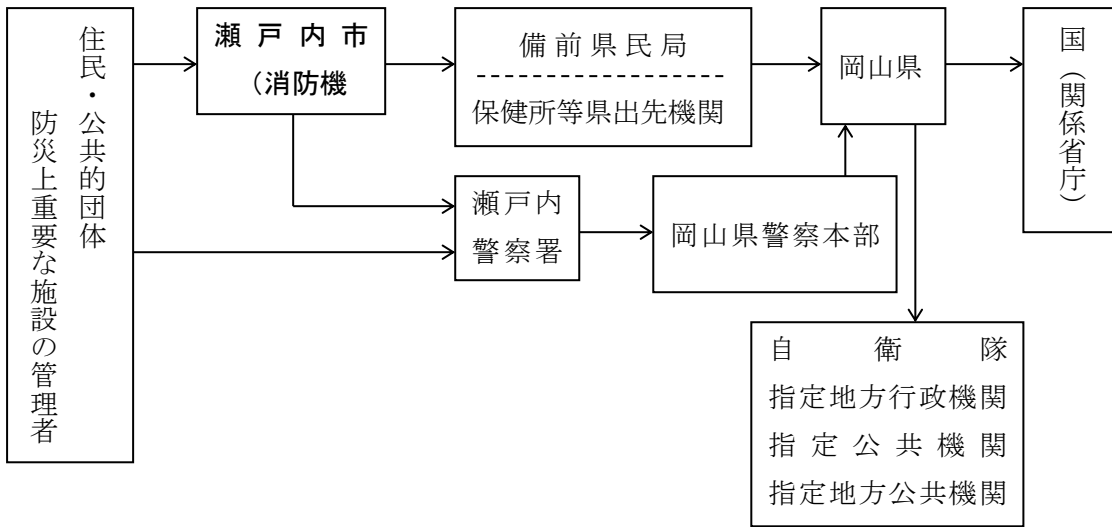 住民・公共的団体
防災上重要な施設の管理者
瀬戸内市
(消防機
備前県民局
保健所等県出先機関
岡山県
国(関係省庁)
瀬戸内
警察署
岡山県警察本部
自衛隊
指定地方行政機関
指定公共機関
指定地方公共機関